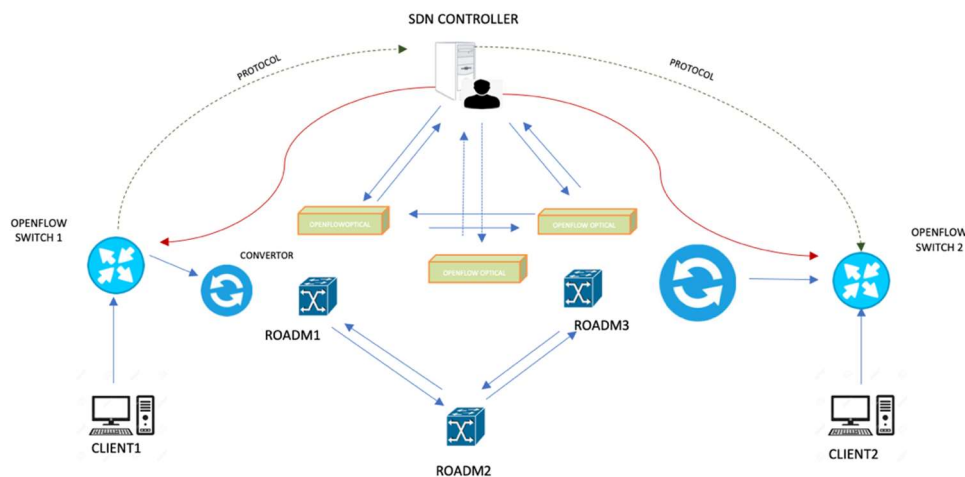 SDN CONTROLLER
PROTOCOL
PROTOCOL
OPENFLOW
SWITCH 1
OPENFLOWOPTICAL
OPENFLOW OPTICAL
OPENFLOW
SWITCH 2
CONVERTOR
OPENFLOW OPTICAL
ROADM1
ROADM3
CLIENT1
ROADM2
CLIENT2